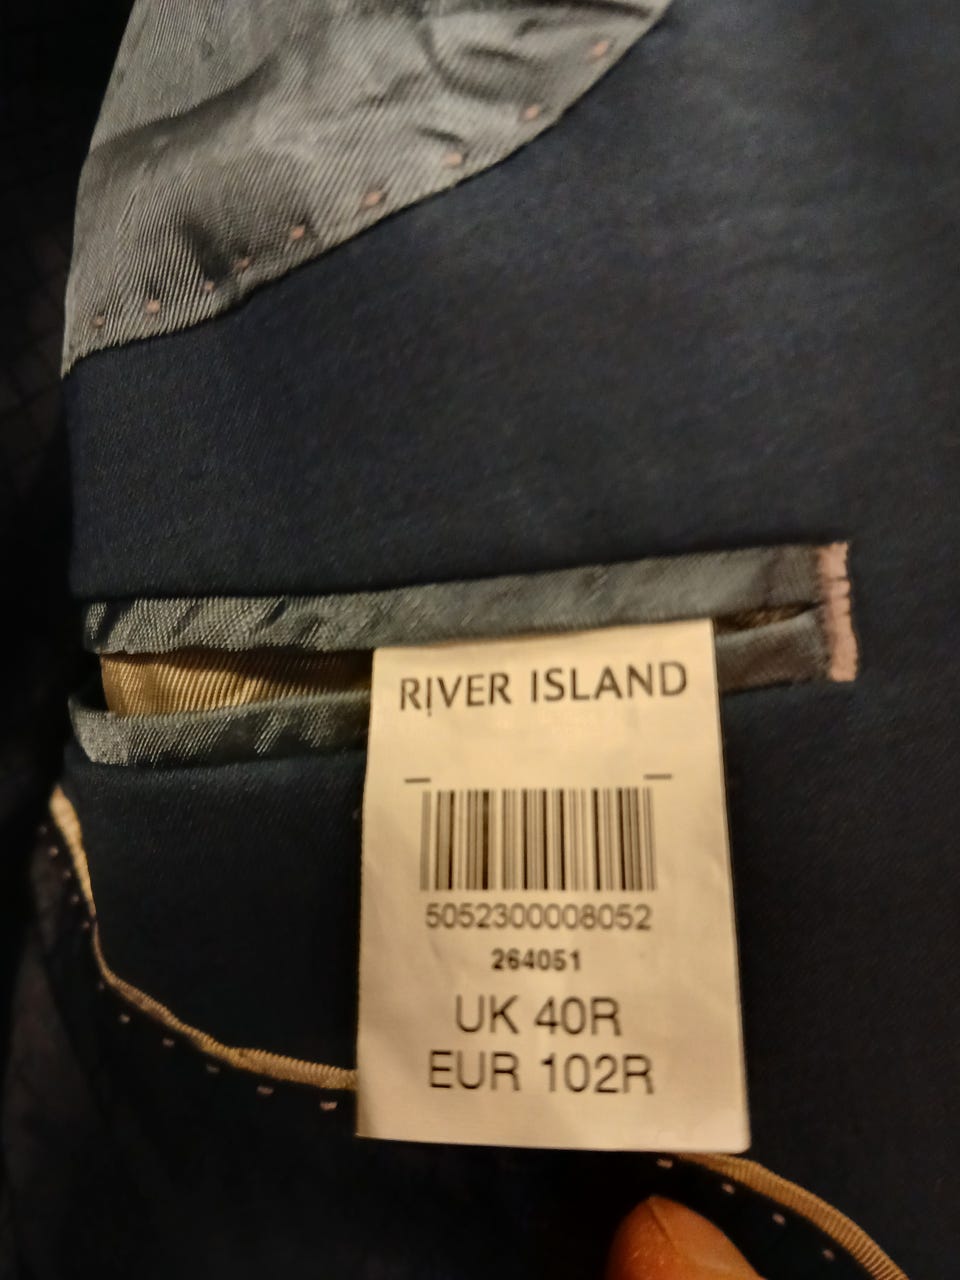 RIVER ISLAND
5052300008052
264051
UK 40R
EUR 102R